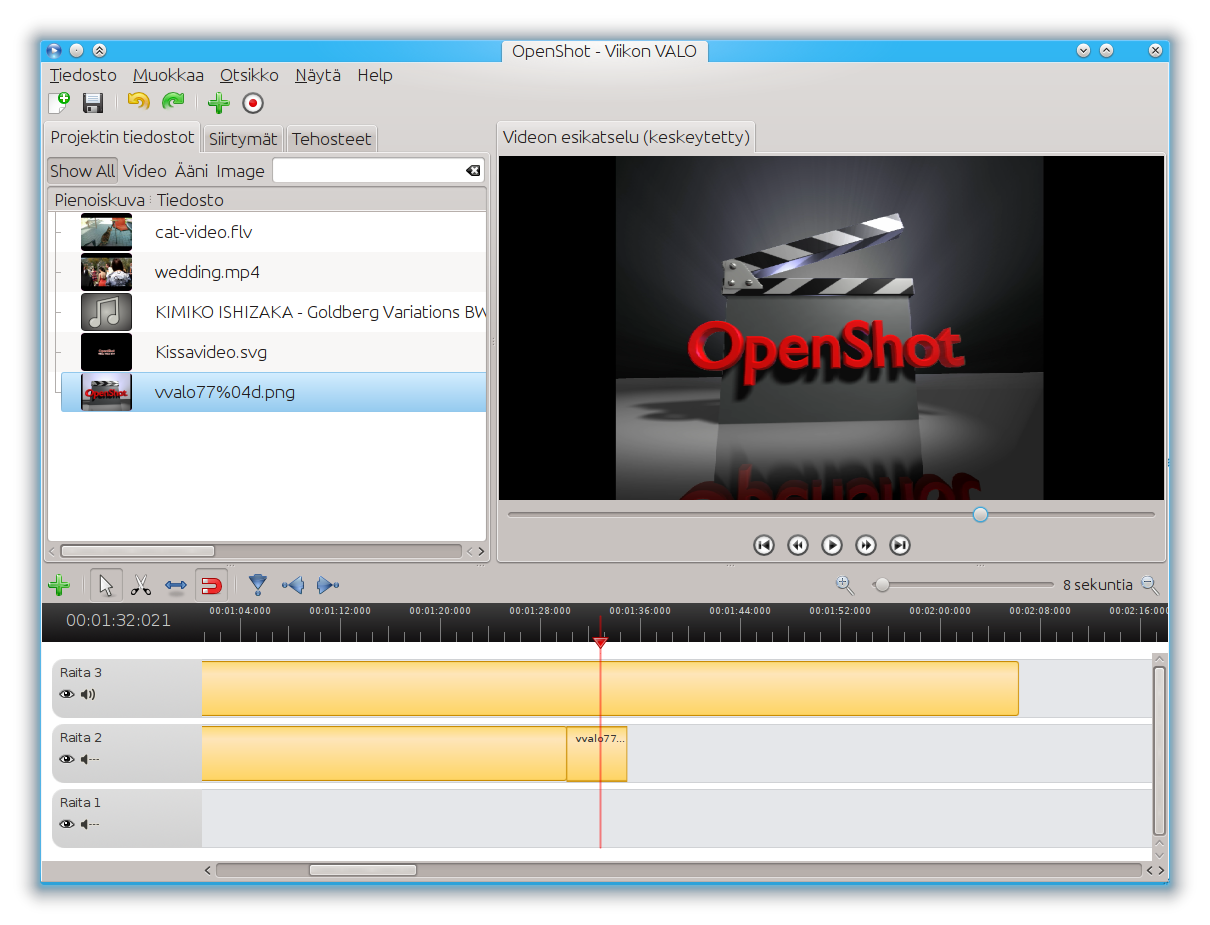 OpenShot - Viikon VALO
Tiedosto Muokkaa Otsikko Näytä Help
Projektin tiedostot Siirtymät Tehosteet
Show All Video Ääni Image
Pienoiskuva Tiedosto
cat-video.flv
wedding.mp4
KIMIKO ISHIZAKA - Goldberg Variations BW
Kissavideo.svg
vvalo77%04d.png
Videon esikatselu (keskeytetty)
OpenShot
8 sekuntia
00:01:32:021
00:01:04:000 00:01:12:000 00:01:20:000 00:01:28:000 00:01:36:000 00:01:44:000 00:01:52:000 00:02:00:000 00:02:08:000 00:02:16:000
Raita 3
Raita 2
vvalo77...
Raita 1